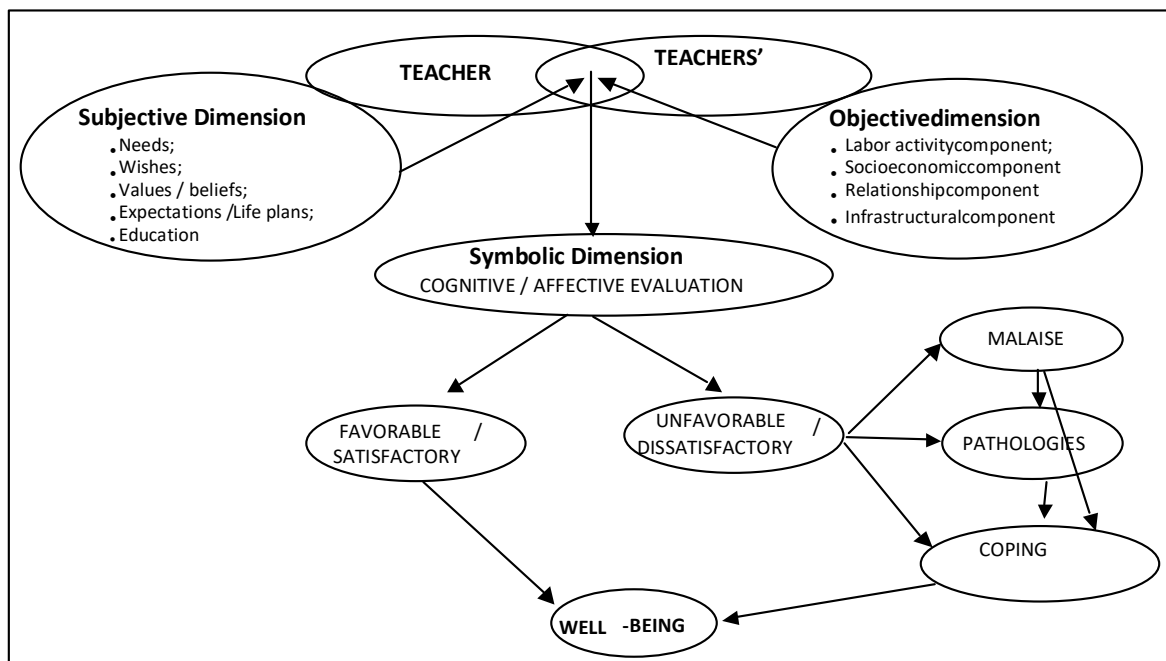 TEACHER
TEACHERS’
Subjective Dimension
. Needs;
. Wishes;
. Values / beliefs;
. Expectations /Life plans;
. Education
Objectivedimension
. Labor activitycomponent;
. Socioeconomiccomponent
. Relationshipcomponent
. Infrastructuralcomponent
Symbolic Dimension
COGNITIVE / AFFECTIVE EVALUATION
FAVORABLE /
SATISFACTORY
UNFAVORABLE /
DISSATISFACTORY
MALAISE
PATHOLOGIES
COPING
WELL -BEING